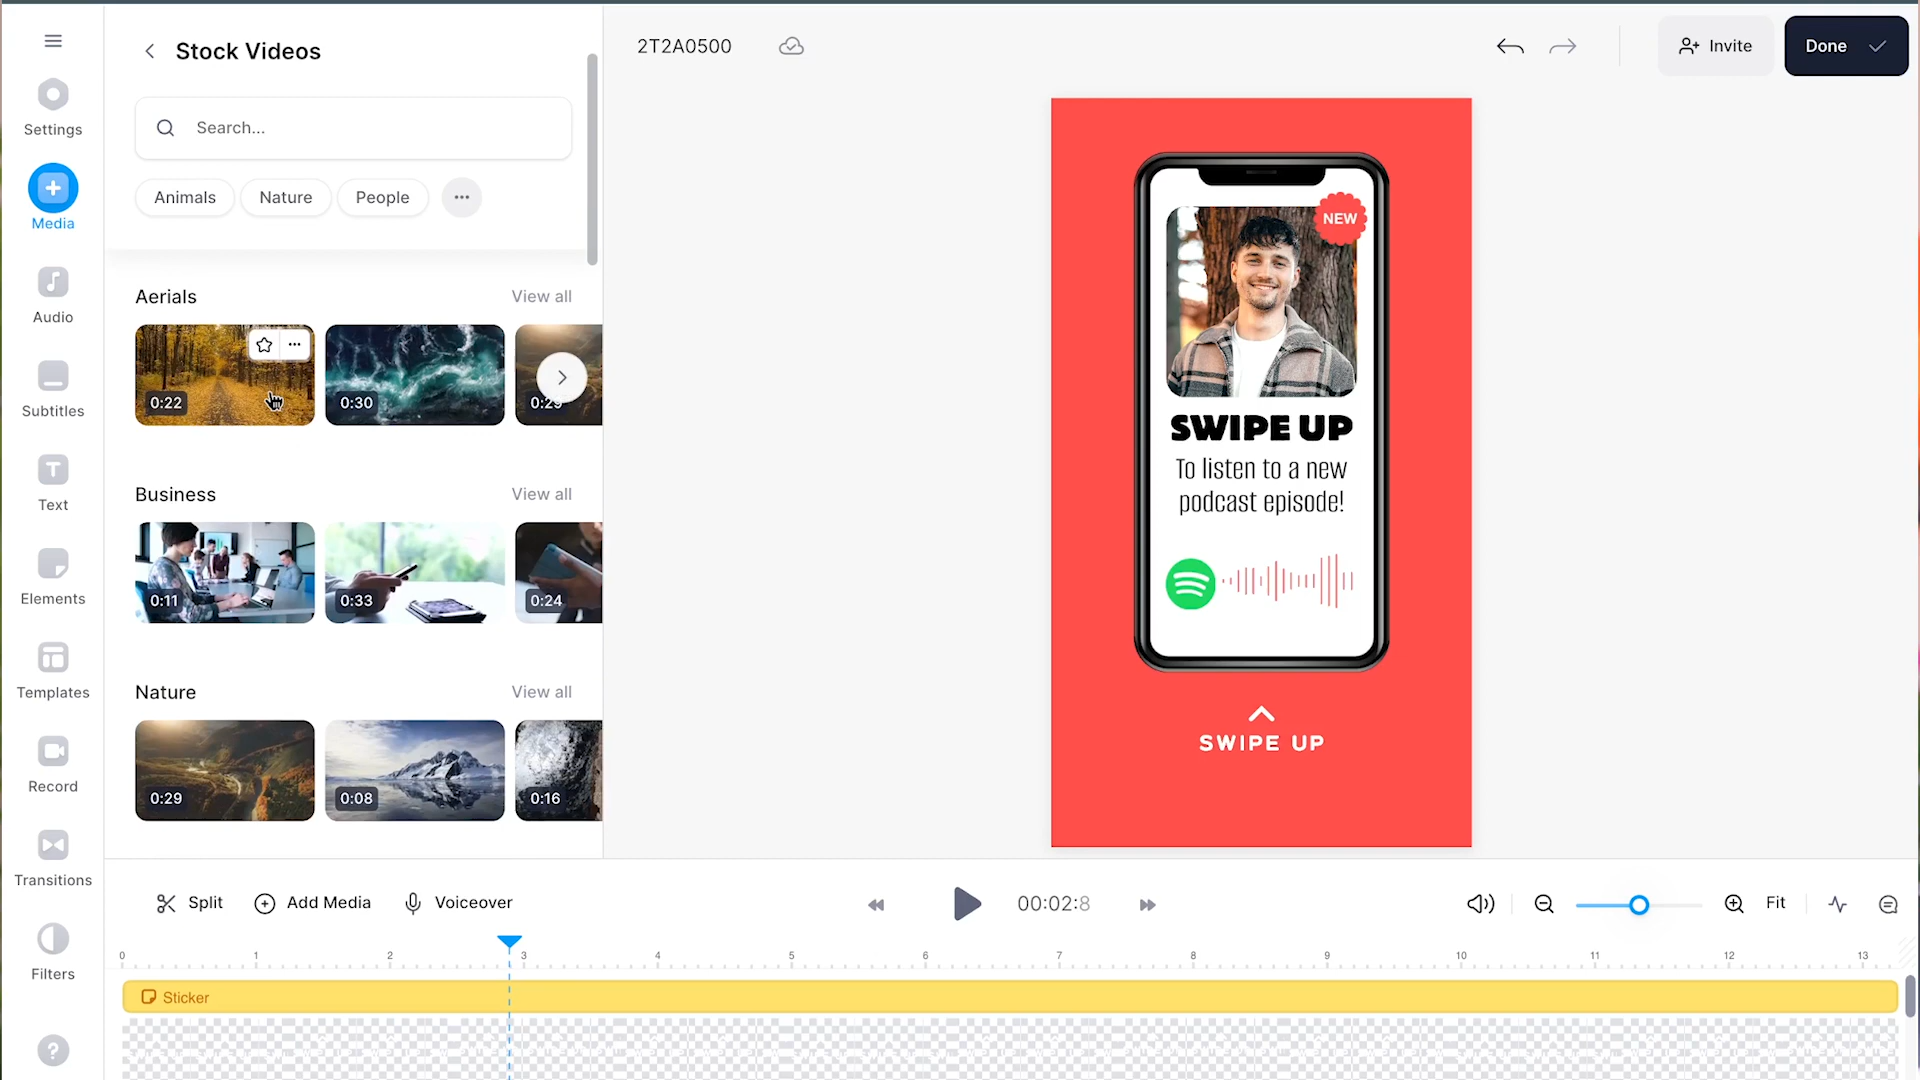 Settings
Media
Audio
Subtitles
Text
Elements
Templates
Record
Transitions
Filters
?
Stock Videos
Search...
Animals
Nature
People
Aerials
View all
0:22
0:30
0:29
Business
View all
0:11
0:33
0:24
Nature
View all
0:29
0:08
0:16
2T2A0500
Invite
Done
NEW
SWIPE UP
To listen to a new
podcast episode!
SWIPE UP
Split
Add Media
Voiceover
00:02:8
Fit
0 1 2 3 4 5 6 7 8 9 10 11 12 13
Sticker